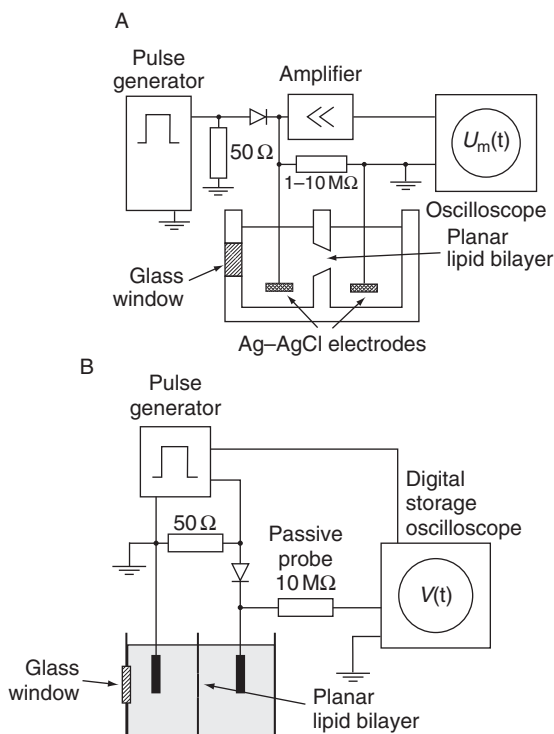 A
Pulse
generator
Amplifier
50 Ω
1–10 MΩ
Um(t)
Oscilloscope
Planar
lipid bilayer
Glass
window
Ag–AgCl electrodes
B
Pulse
generator
Digital
storage
oscilloscope
50 Ω
Passive
probe
10 MΩ
V(t)
Glass
window
Planar
lipid bilayer